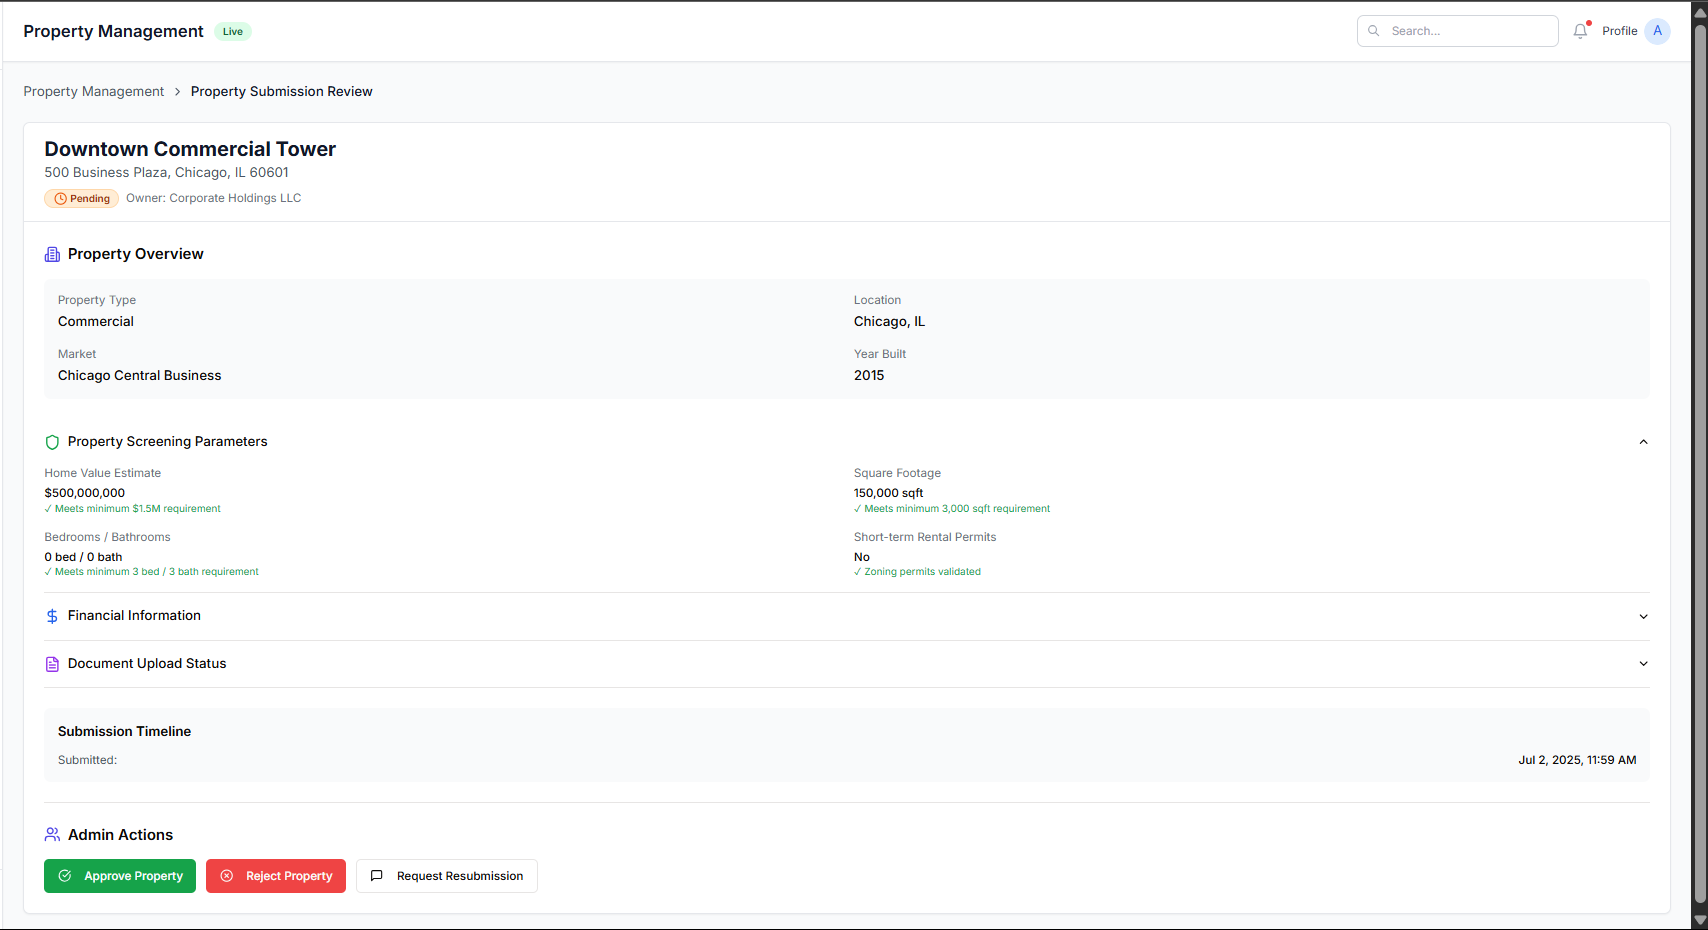 Property Management Live
Search...
Profile A
Property Management > Property Submission Review
Downtown Commercial Tower
500 Business Plaza, Chicago, IL 60601
Pending Owner: Corporate Holdings LLC
Property Overview
Property Type
Commercial
Location
Chicago, IL
Market
Chicago Central Business
Year Built
2015
Property Screening Parameters
Home Value Estimate
$500,000,000
✓ Meets minimum $1.5M requirement
Square Footage
150,000 sqft
✓ Meets minimum 3,000 sqft requirement
Bedrooms / Bathrooms
0 bed / 0 bath
✓ Meets minimum 3 bed / 3 bath requirement
Short-term Rental Permits
No
✓ Zoning permits validated
Financial Information
Document Upload Status
Submission Timeline
Submitted: Jul 2, 2025, 11:59 AM
Admin Actions
Approve Property Reject Property Request Resubmission